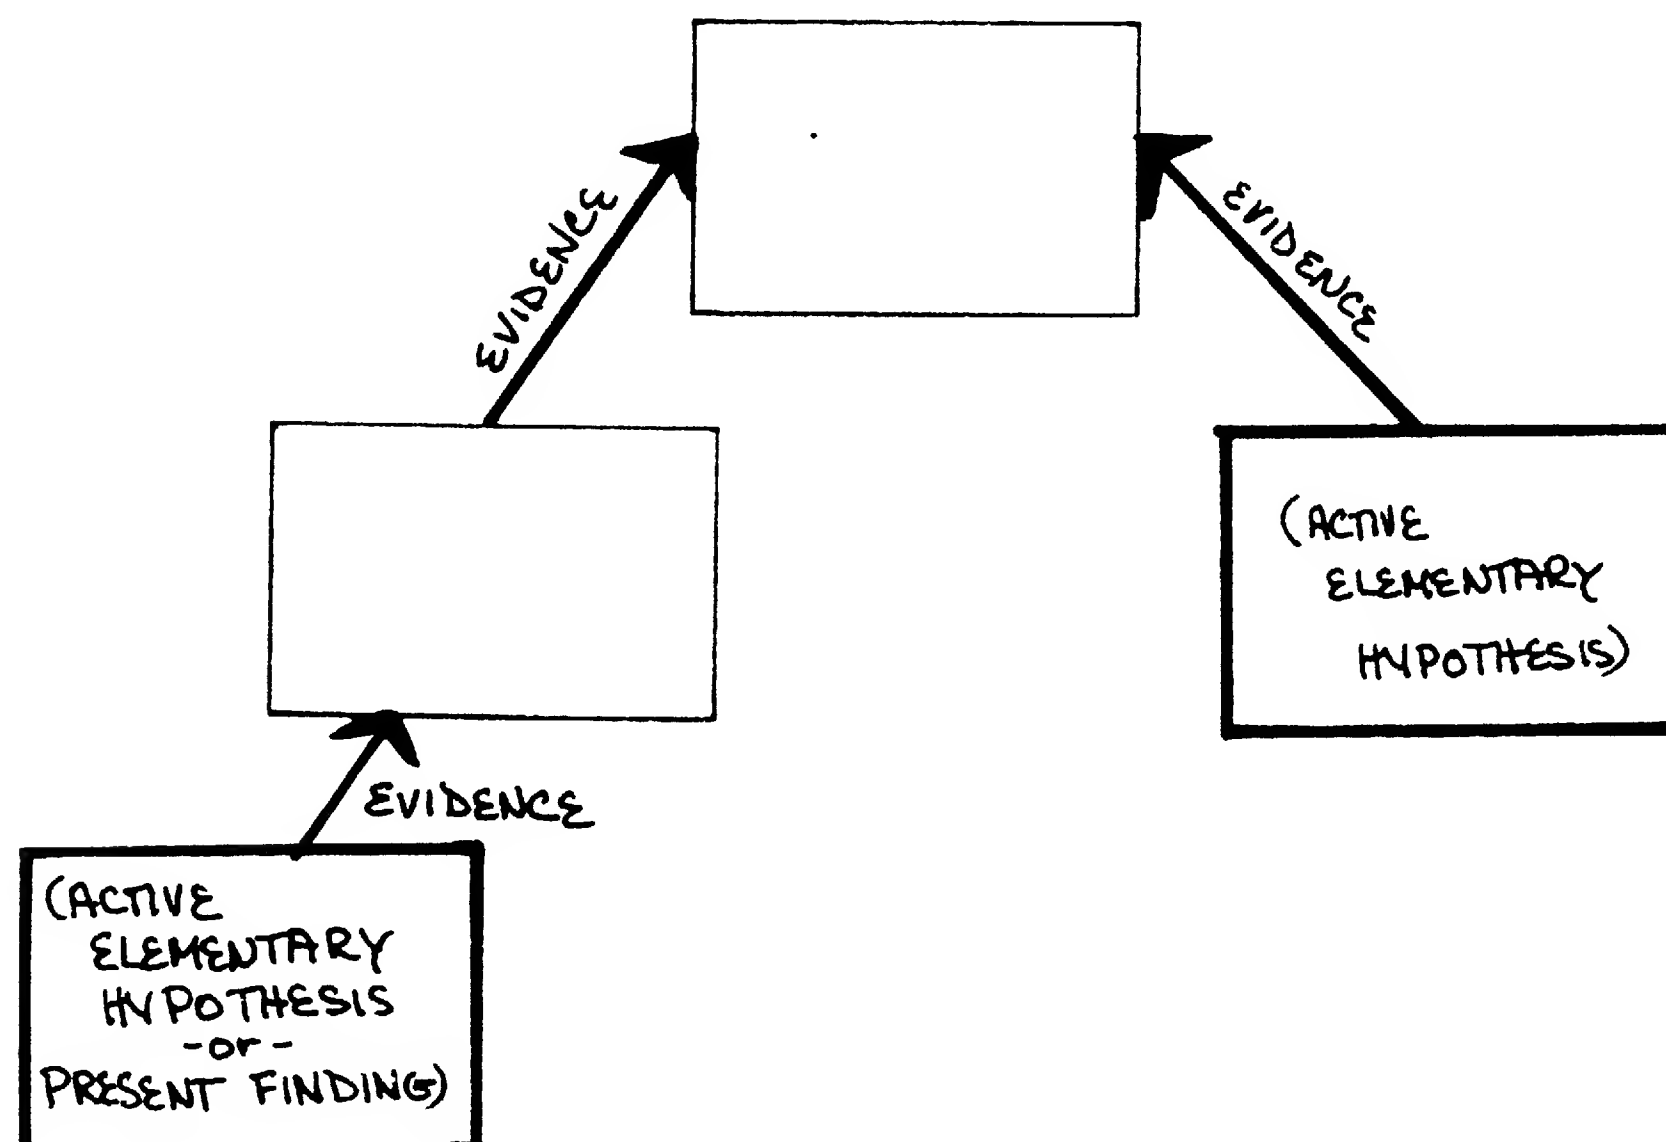 EVIDENCE
EVIDENCE
(ACTIVE
ELEMENTARY
HYPOTHESIS)
EVIDENCE
(ACTIVE
ELEMENTARY
HYPOTHESIS
-or-
PRESENT FINDING)